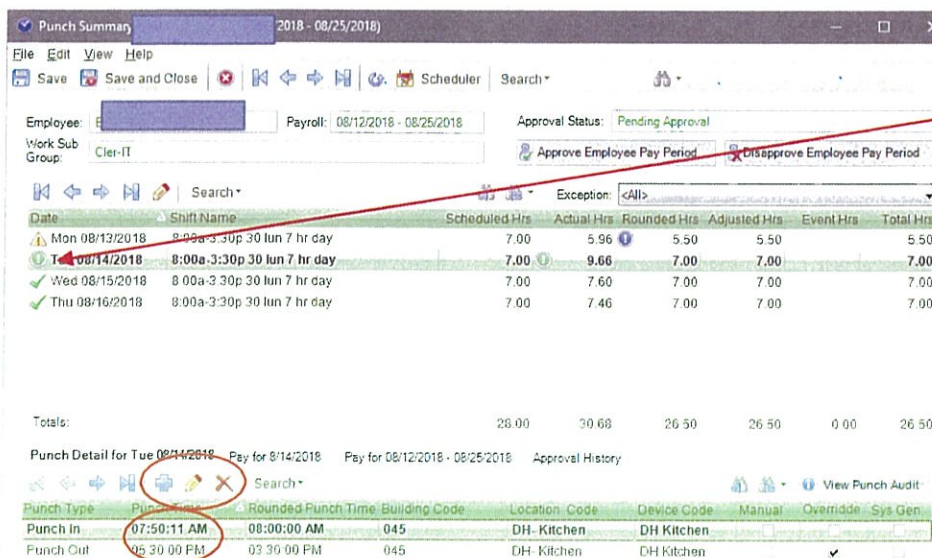 Punch Summary 2018 - 08/25/2018)
File Edit View Help
Save Save and Close Scheduler Search
Employee: E Payroll: 08/12/2018 - 08/25/2018 Approval Status: Pending Approval
Work Sub Group: Cler-IT Approve Employee Pay Period Disapprove Employee Pay Period
Search Exception: <All>
Date Shift Name Scheduled Hrs Actual Hrs Rounded Hrs Adjusted Hrs Event Hrs Total Hrs
Mon 08/13/2018 8:00a-3:30p 30 lun 7 hr day 7.00 5.96 5.50 5.50 5.50
08/14/2018 8:00a-3:30p 30 lun 7 hr day 7.00 9.66 7.00 7.00 7.00
Wed 08/15/2018 8:00a-3:30p 30 lun 7 hr day 7.00 7.60 7.00 7.00 7.00
Thu 08/16/2018 8:00a-3:30p 30 lun 7 hr day 7.00 7.46 7.00 7.00 7.00
Totals: 28.00 30.68 26.50 26.50 0.00 26.50
Punch Detail for Tue 08/14/2018 Pay for 8/14/2018 Pay for 08/12/2018 - 08/25/2018 Approval History
Search View Punch Audit
Punch Type Punch Time Rounded Punch Time Building Code Location Code Device Code Manual Overridde Sys Gen
Punch In 07:50:11 AM 08:00:00 AM 045 DH- Kitchen DH Kitchen
Punch Out 05:30:00 PM 03:30:00 PM 045 DH- Kitchen DH Kitchen